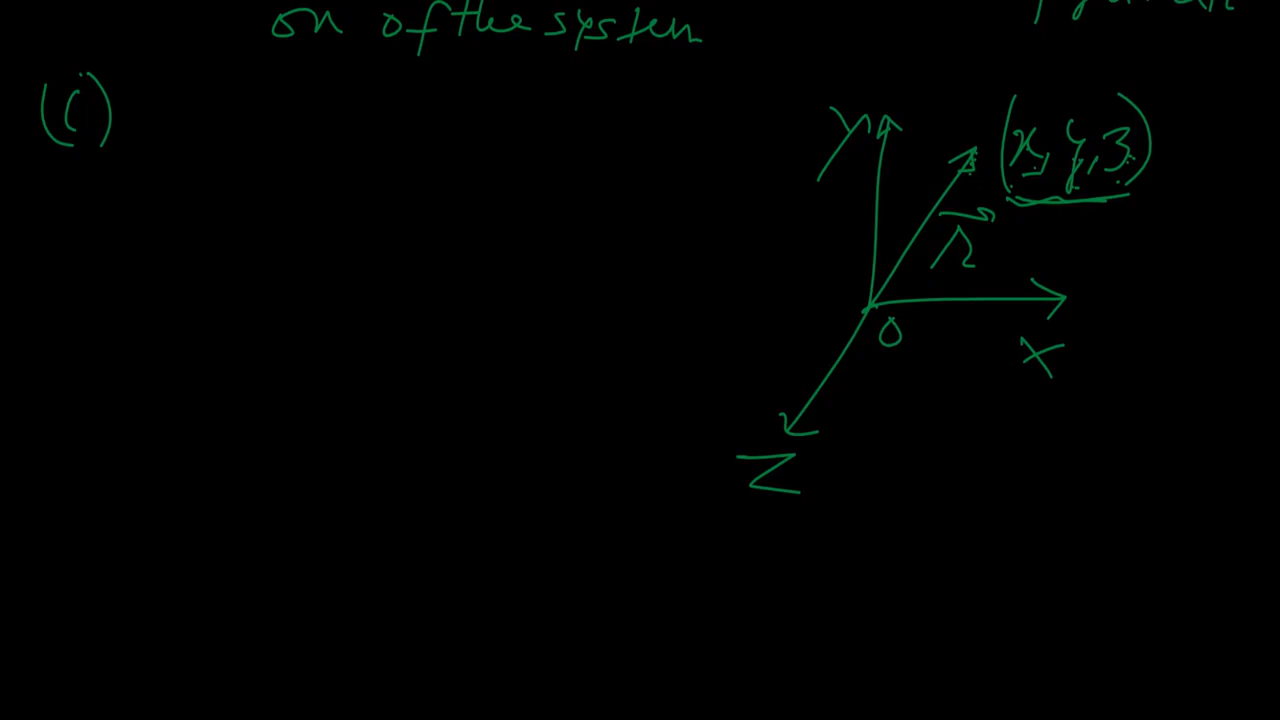 on of the system
(i)
Y
(x, y, z)
r
O
X
Z